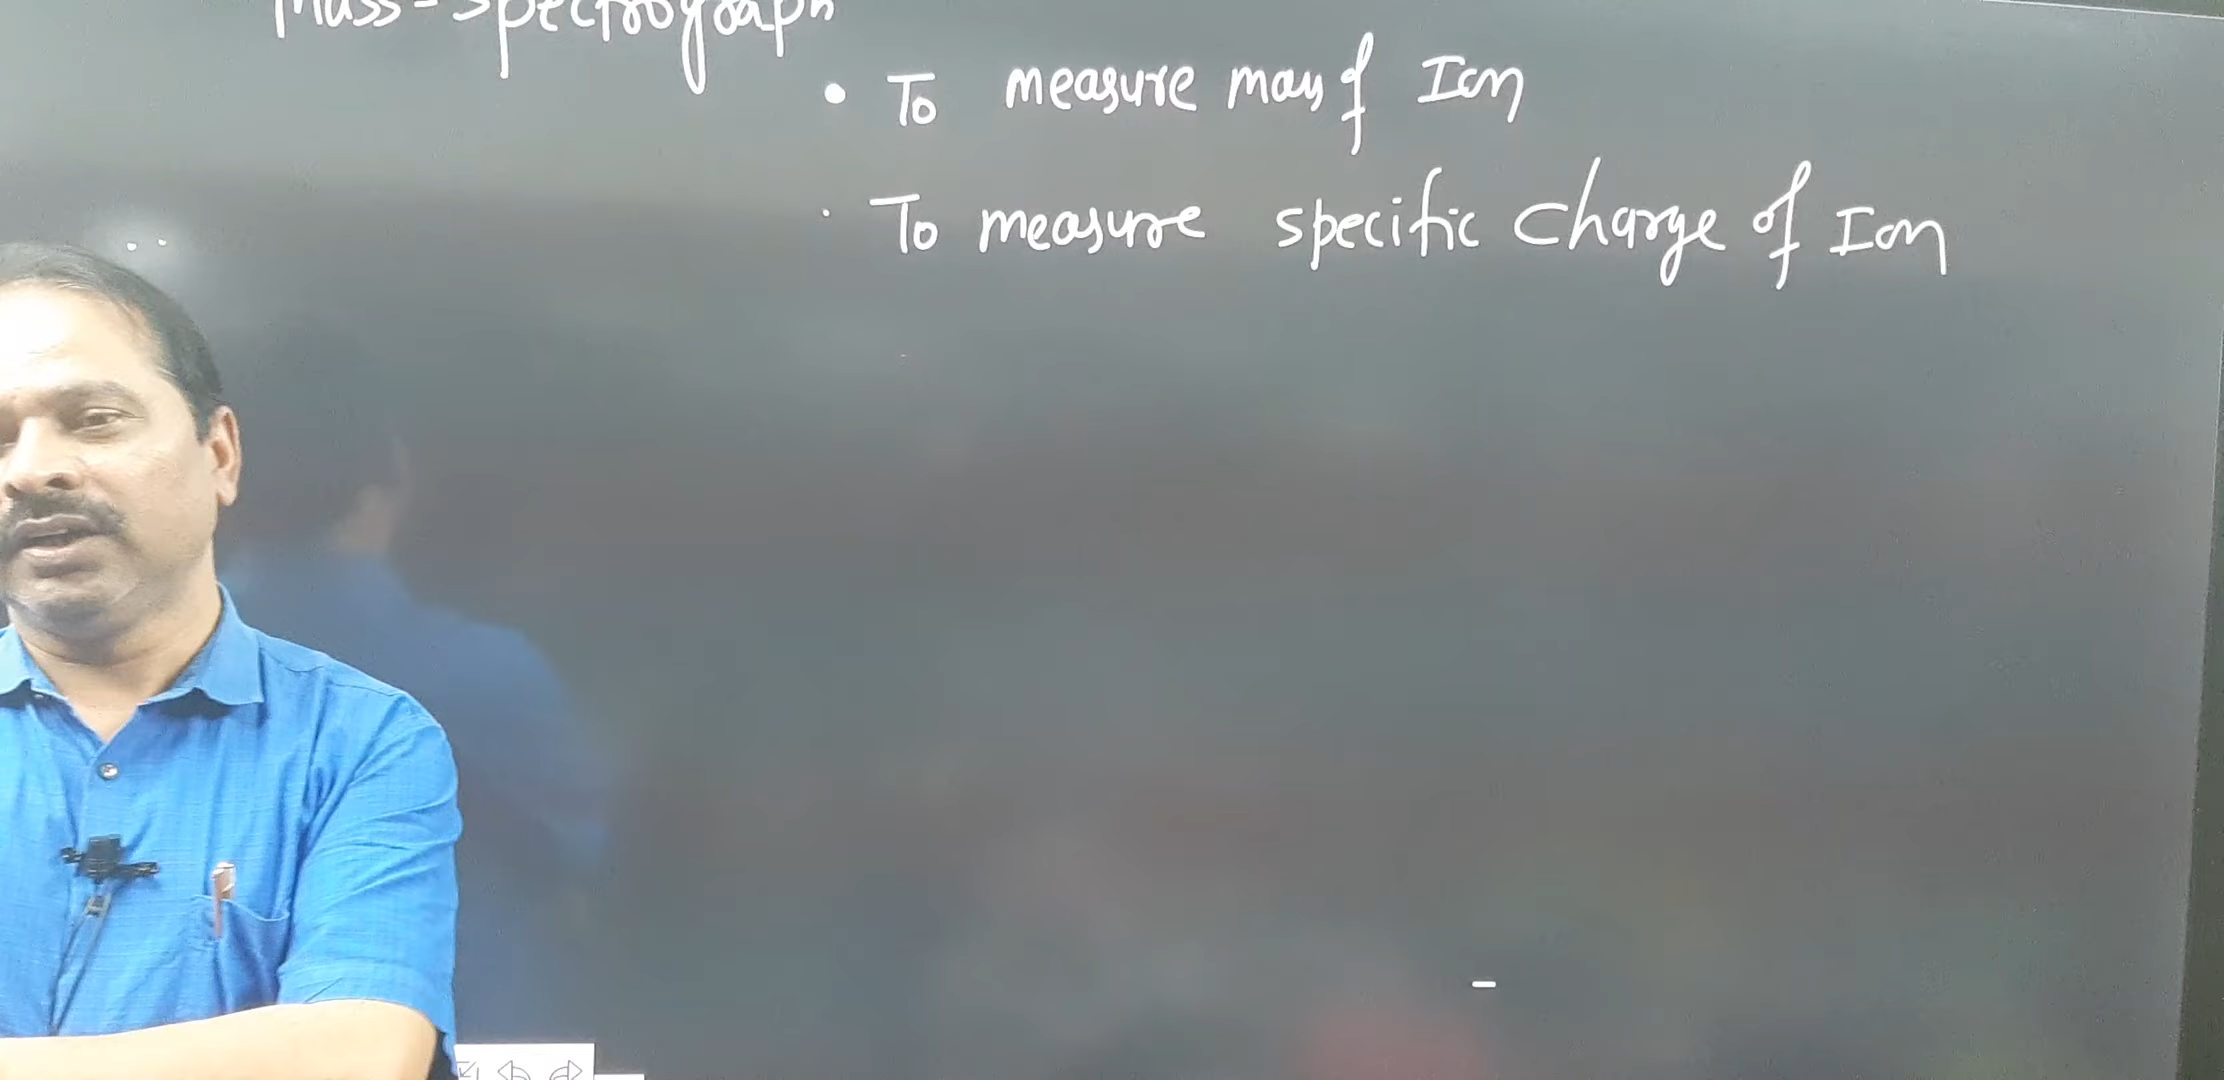 Mass-Spectrograph
• To measure mass of Ion
· To measure specific charge of Ion